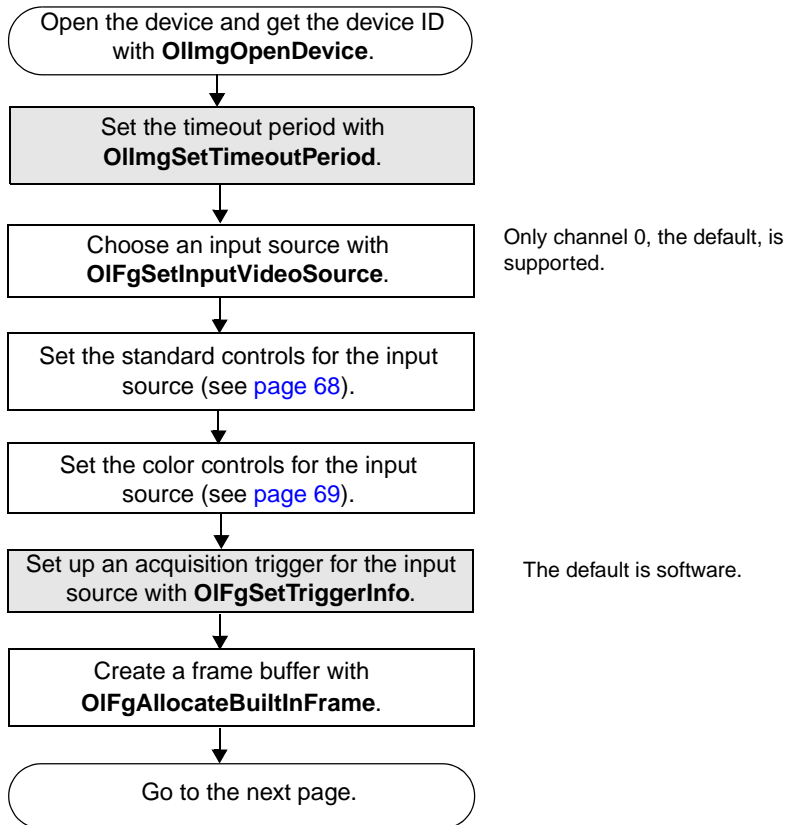 Open the device and get the device ID
with OlImgOpenDevice.
Set the timeout period with
OlImgSetTimeoutPeriod.
Choose an input source with
OlFgSetInputVideoSource.
Only channel 0, the default, is
supported.
Set the standard controls for the input
source (see page 68).
Set the color controls for the input
source (see page 69).
Set up an acquisition trigger for the input
source with OlFgSetTriggerInfo.
The default is software.
Create a frame buffer with
OlFgAllocateBuiltInFrame.
Go to the next page.